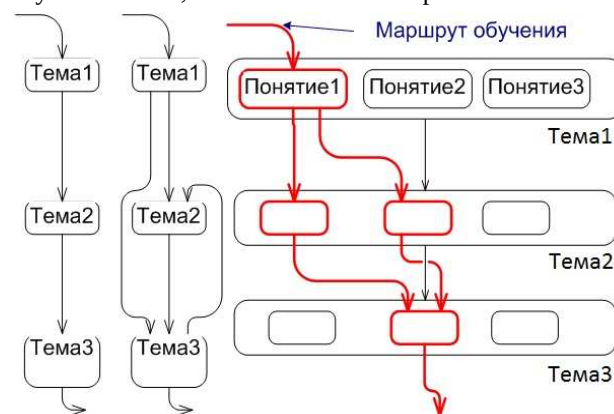 Маршрут обучения
Тема1
Тема1
Понятие1
Понятие2
Понятие3
Тема1
Тема2
Тема2
Тема2
Тема3
Тема3
Тема3